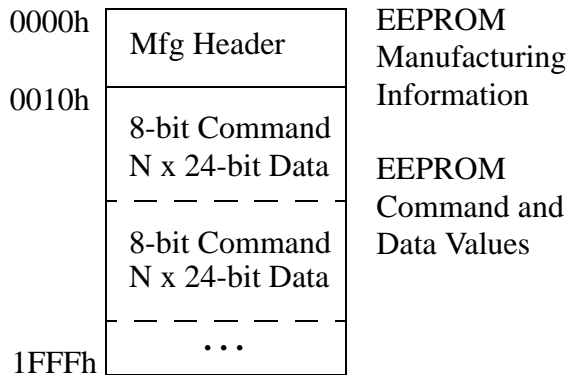 0000h
Mfg Header
EEPROM
Manufacturing
Information
0010h
8-bit Command
N x 24-bit Data
EEPROM
Command and
Data Values
8-bit Command
N x 24-bit Data
...
1FFFh